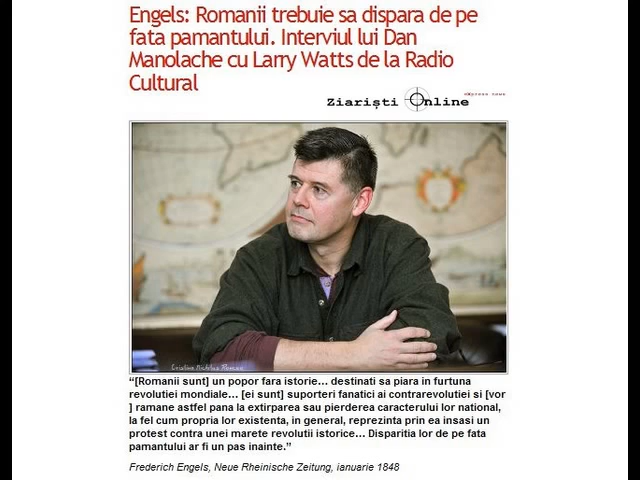 Engels: Romanii trebuie sa dispara de pe
fata pamantului. Interviul lui Dan
Manolache cu Larry Watts de la Radio
Cultural
Ziariști Online
“[Romanii sunt] un popor fara istorie… destinati sa piara in furtuna
revolutiei mondiale… [ei sunt] suporteri fanatici ai contrarevolutiei si [vor
] ramane astfel pana la extirparea sau pierderea caracterului lor national,
la fel cum propria lor existenta, in general, reprezinta prin ea insasi un
protest contra unei marete revolutii istorice… Disparitia lor de pe fata
pamantului ar fi un pas inainte.”
Frederich Engels, Neue Rheinische Zeitung, ianuarie 1848